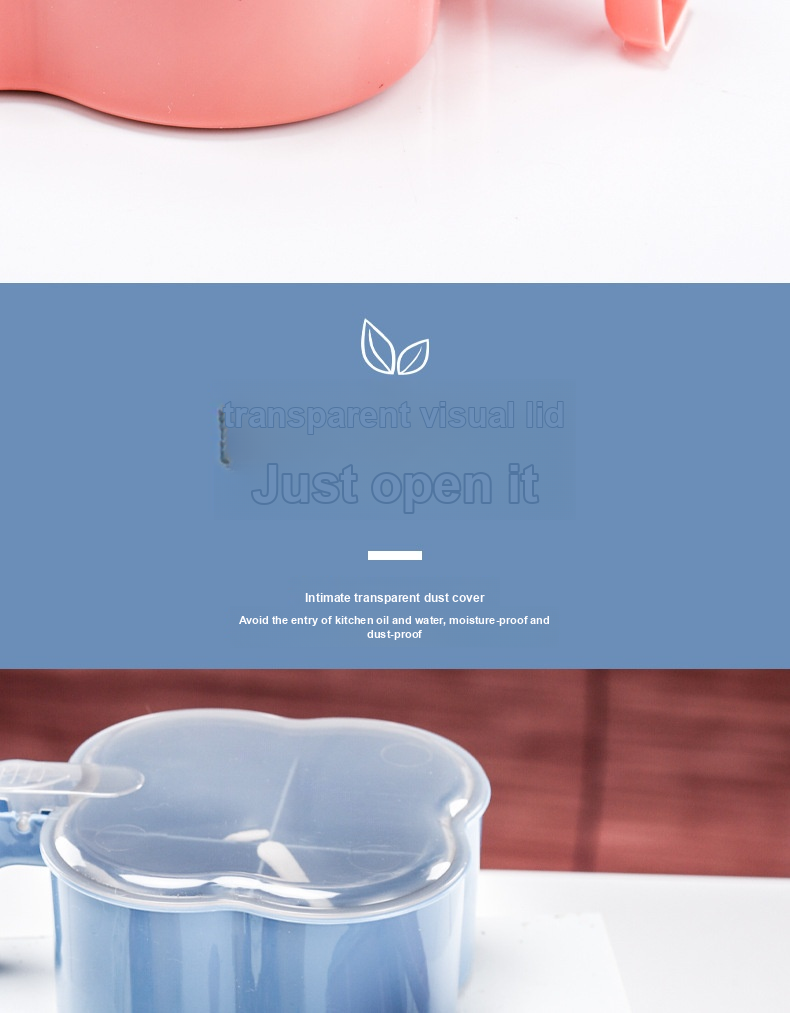 transparent visual lid
Just open it
Intimate transparent dust cover
Avoid the entry of kitchen oil and water, moisture-proof and
dust-proof